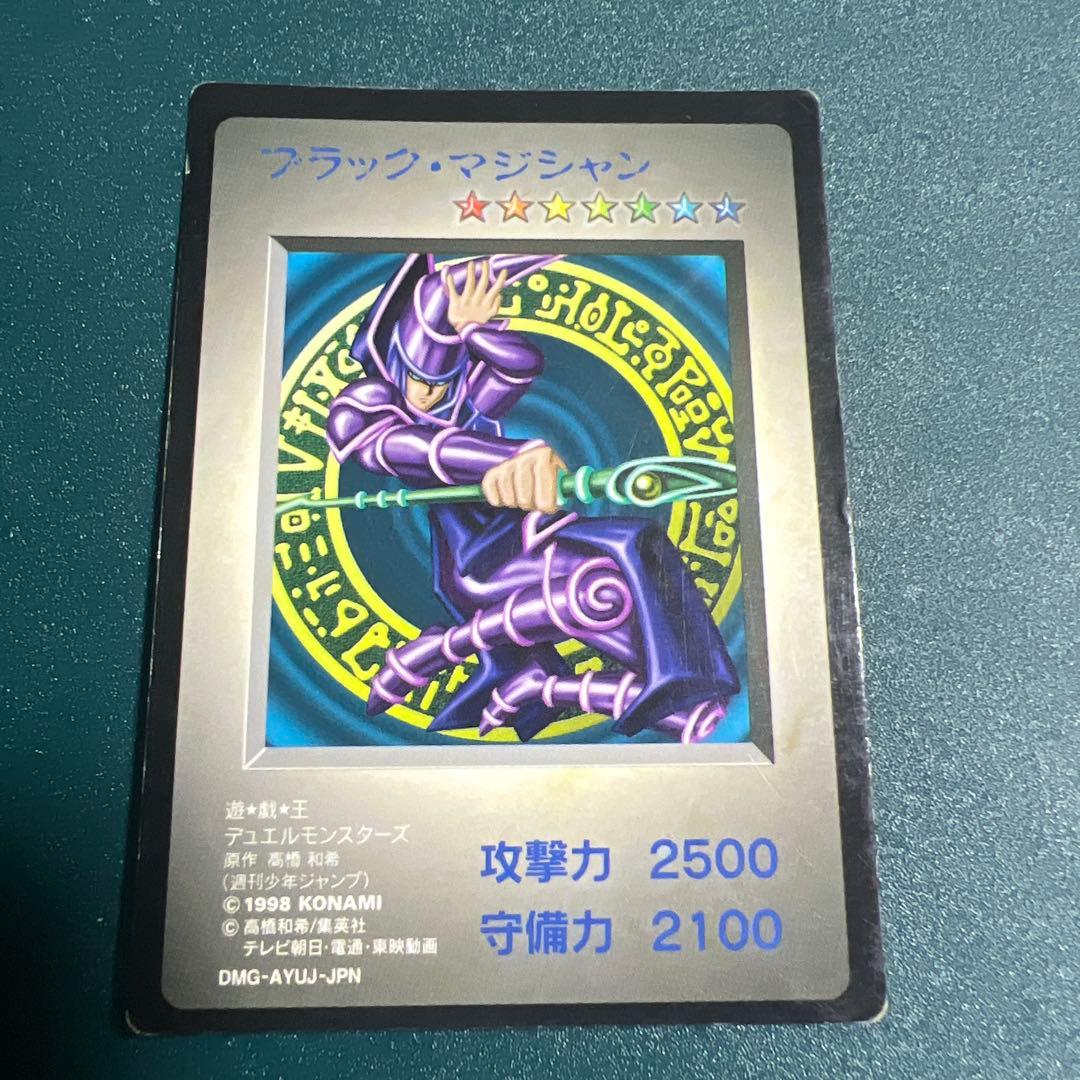 ブラック・マジシャン
遊★戯★王
デュエルモンスターズ
原作 高橋 和希
(週刊少年ジャンプ)
© 1998 KONAMI
© 高橋和希/集英社
テレビ朝日・電通・東映動画
DMG-AYUJ-JPN
攻撃力 2500
守備力 2100